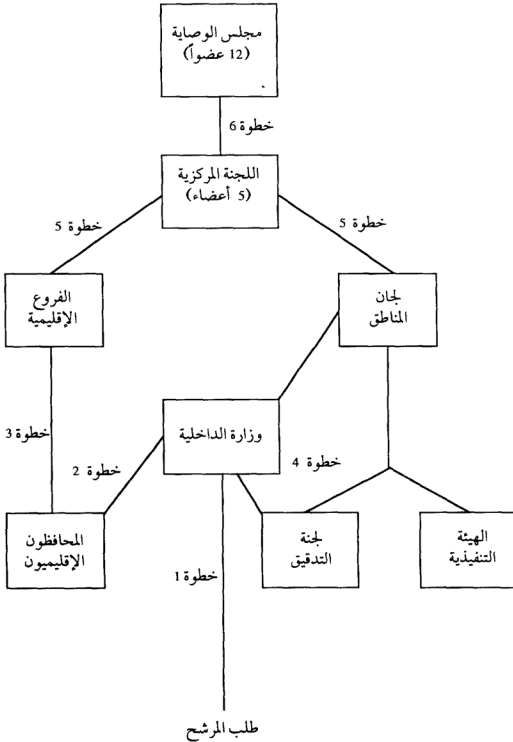 مجلس الوصاية
(12 عضواً)
خطوة 6
اللجنة المركزية
(5 أعضاء)
خطوة 5
خطوة 5
لجان
المناطق
الفروع
الإقليمية
وزارة الداخلية
خطوة 3
خطوة 2
خطوة 4
الهيئة
التنفيذية
لجنة
التدقيق
المحافظون
الإقليميون
خطوة 1
طلب المرشح